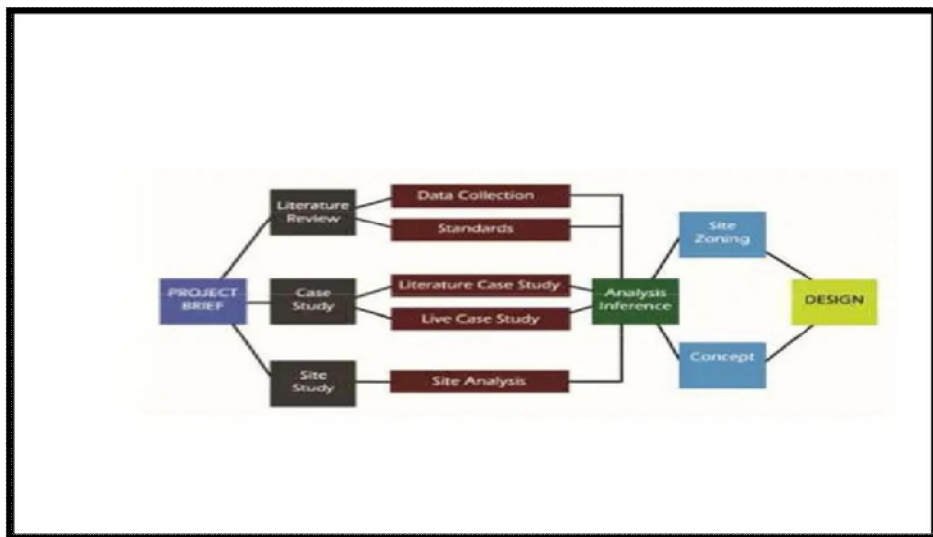 Literature
Review
Data Collection
Standards
PROJECT
BRIEF
Case
Study
Literature Case Study
Live Case Study
Site
Study
Site Analysis
Analysis
Inference
Site
Zoning
Concept
DESIGN